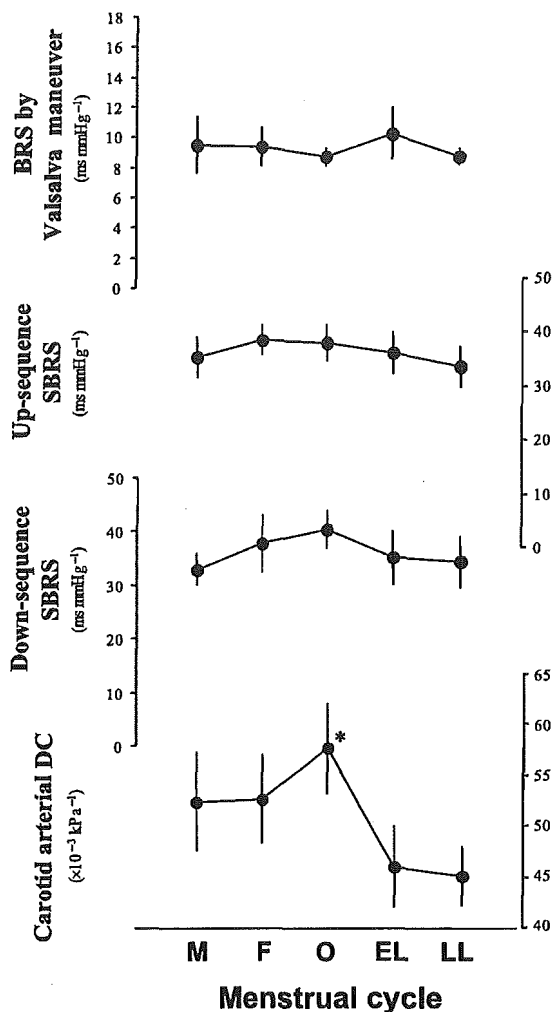 BRS by
Valsalva maneuver
(ms mmHg⁻¹)
18
16
14
12
10
8
6
4
2
0
Up-sequence
SBRS
(ms mmHg⁻¹)
50
40
30
20
10
0
Down-sequence
SBRS
(ms mmHg⁻¹)
50
40
30
20
10
0
Carotid arterial DC
(×10⁻³ kPa⁻¹)
65
60
55
50
45
40
*
M F O EL LL
Menstrual cycle